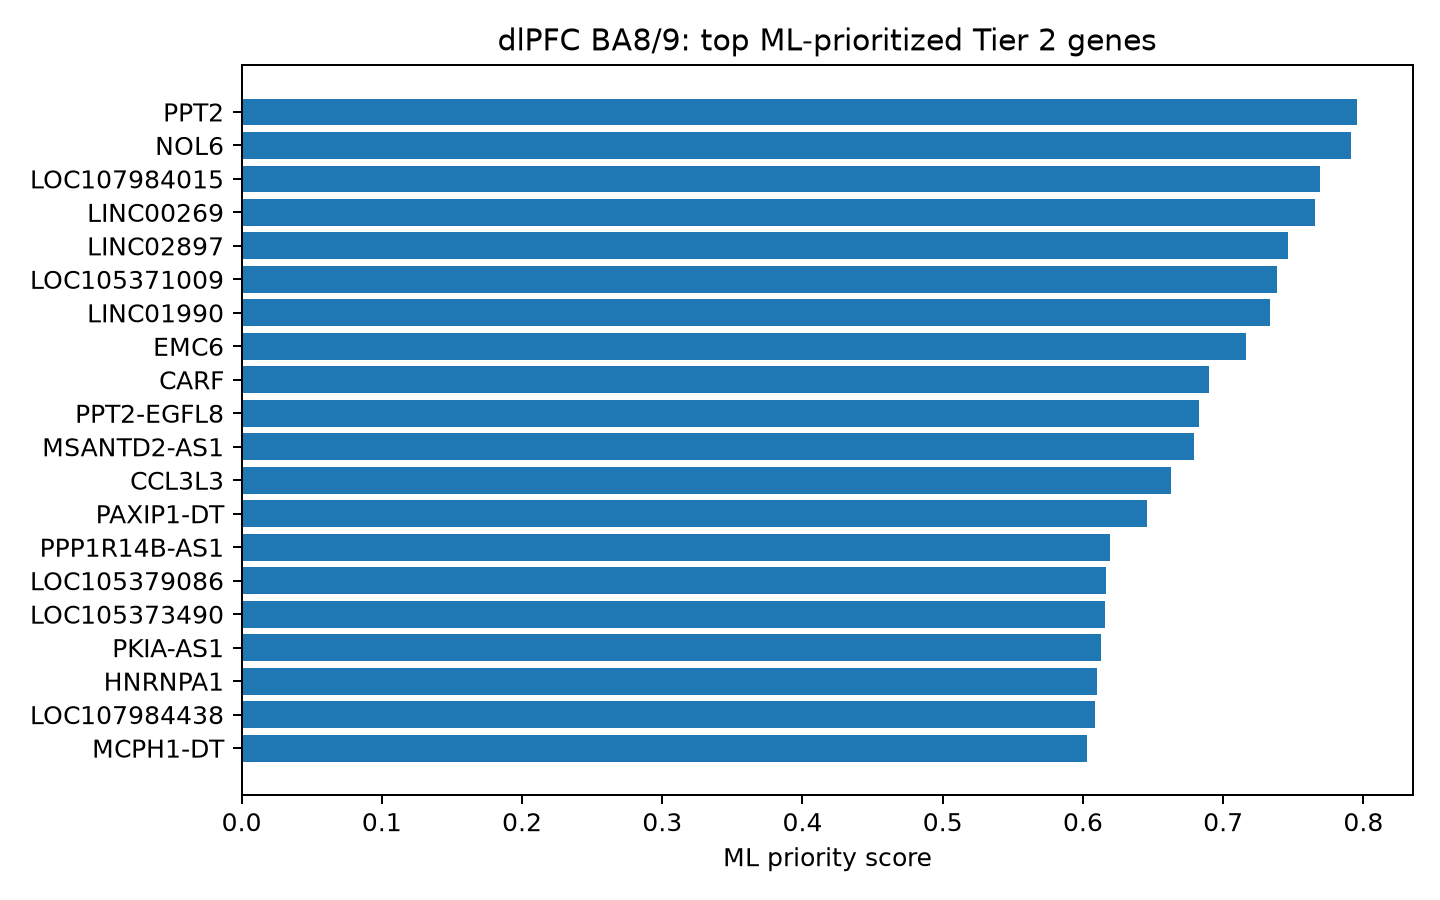 dlPFC BA8/9: top ML-prioritized Tier 2 genes
PPT2
NOL6
LOC107984015
LINC00269
LINC02897
LOC105371009
LINC01990
EMC6
CARF
PPT2-EGFL8
MSANTD2-AS1
CCL3L3
PAXIP1-DT
PPP1R14B-AS1
LOC105379086
LOC105373490
PKIA-AS1
HNRNPA1
LOC107984438
MCPH1-DT
0.0 0.1 0.2 0.3 0.4 0.5 0.6 0.7 0.8
ML priority score